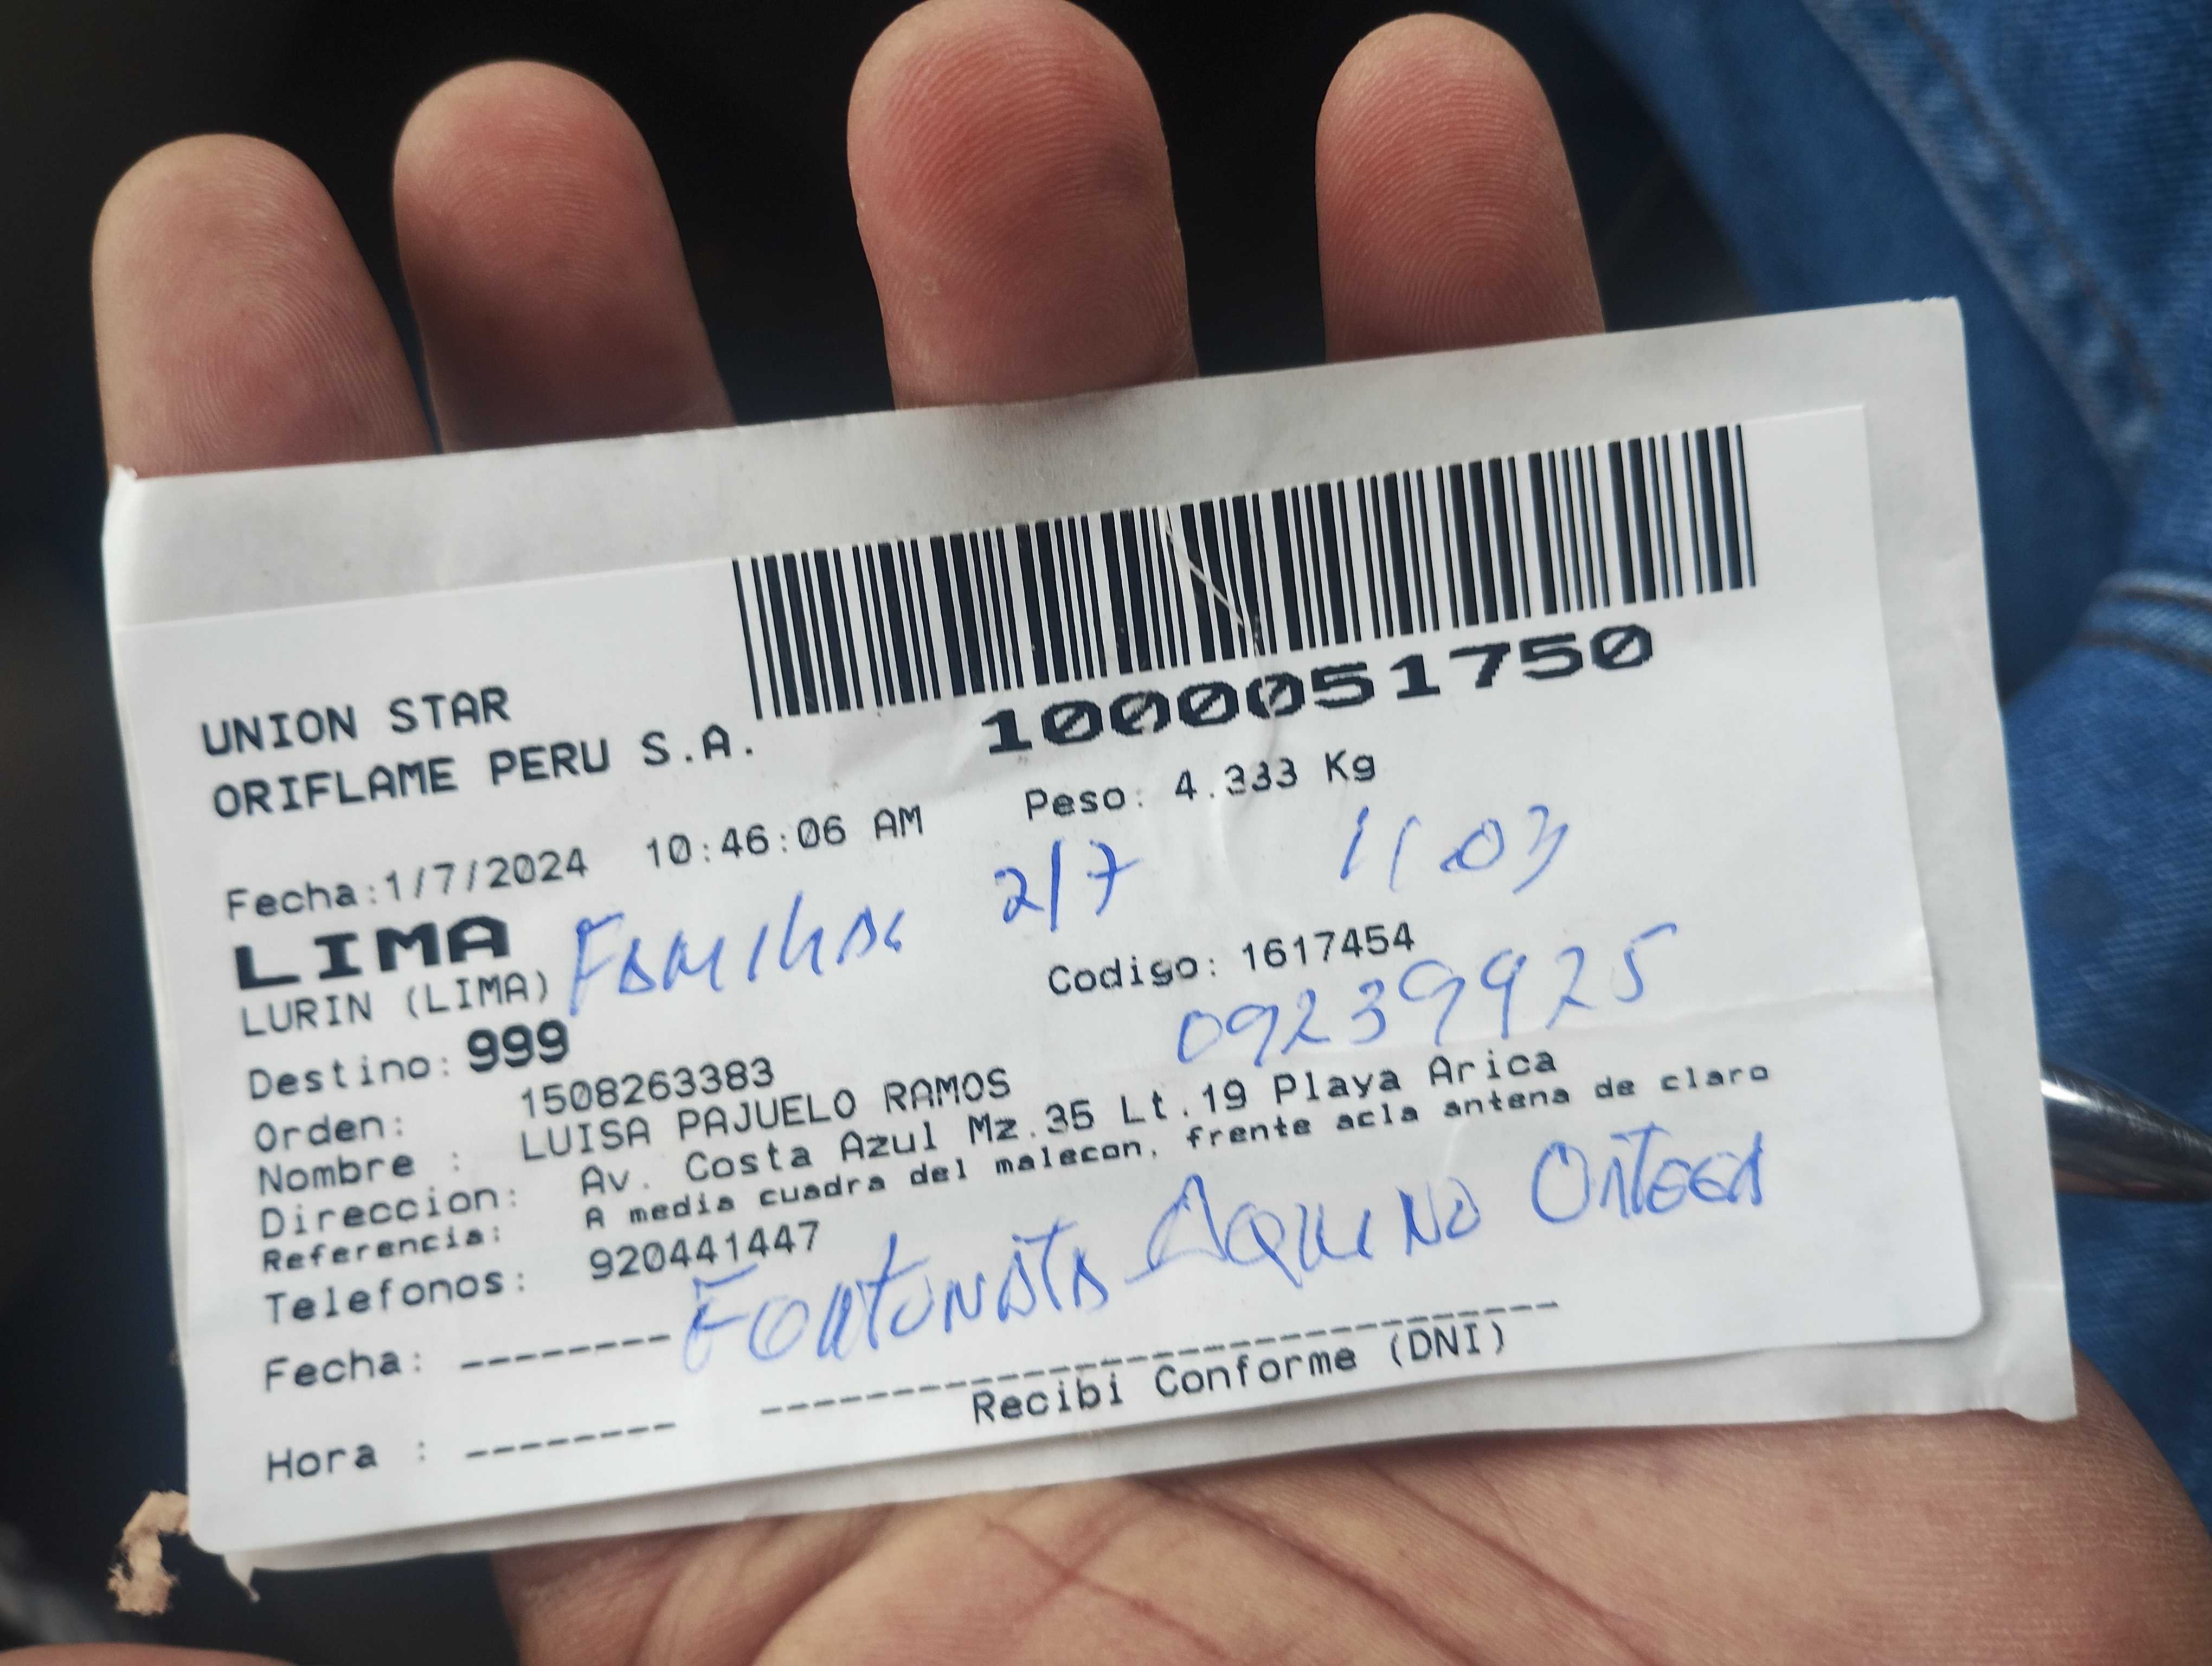 1000051750
UNION STAR
ORIFLAME PERU S.A.
Peso: 4.333 Kg
Fecha:1/7/2024 10:46:06 AM
2/7 11:03
LIMA
Familiar
LURIN (LIMA)
Codigo: 1617454
09239925
Destino: 999
Orden: 1508263383
Nombre : LUISA PAJUELO RAMOS
Direccion: Av. Costa Azul Mz.35 Lt.19 Playa Arica
Referencia: A media cuadra del malecon, frente acla antena de claro
Telefonos: 920441447
Fortunata Aquino Ortega
Fecha: --------
Hora : --------
Recibi Conforme (DNI)